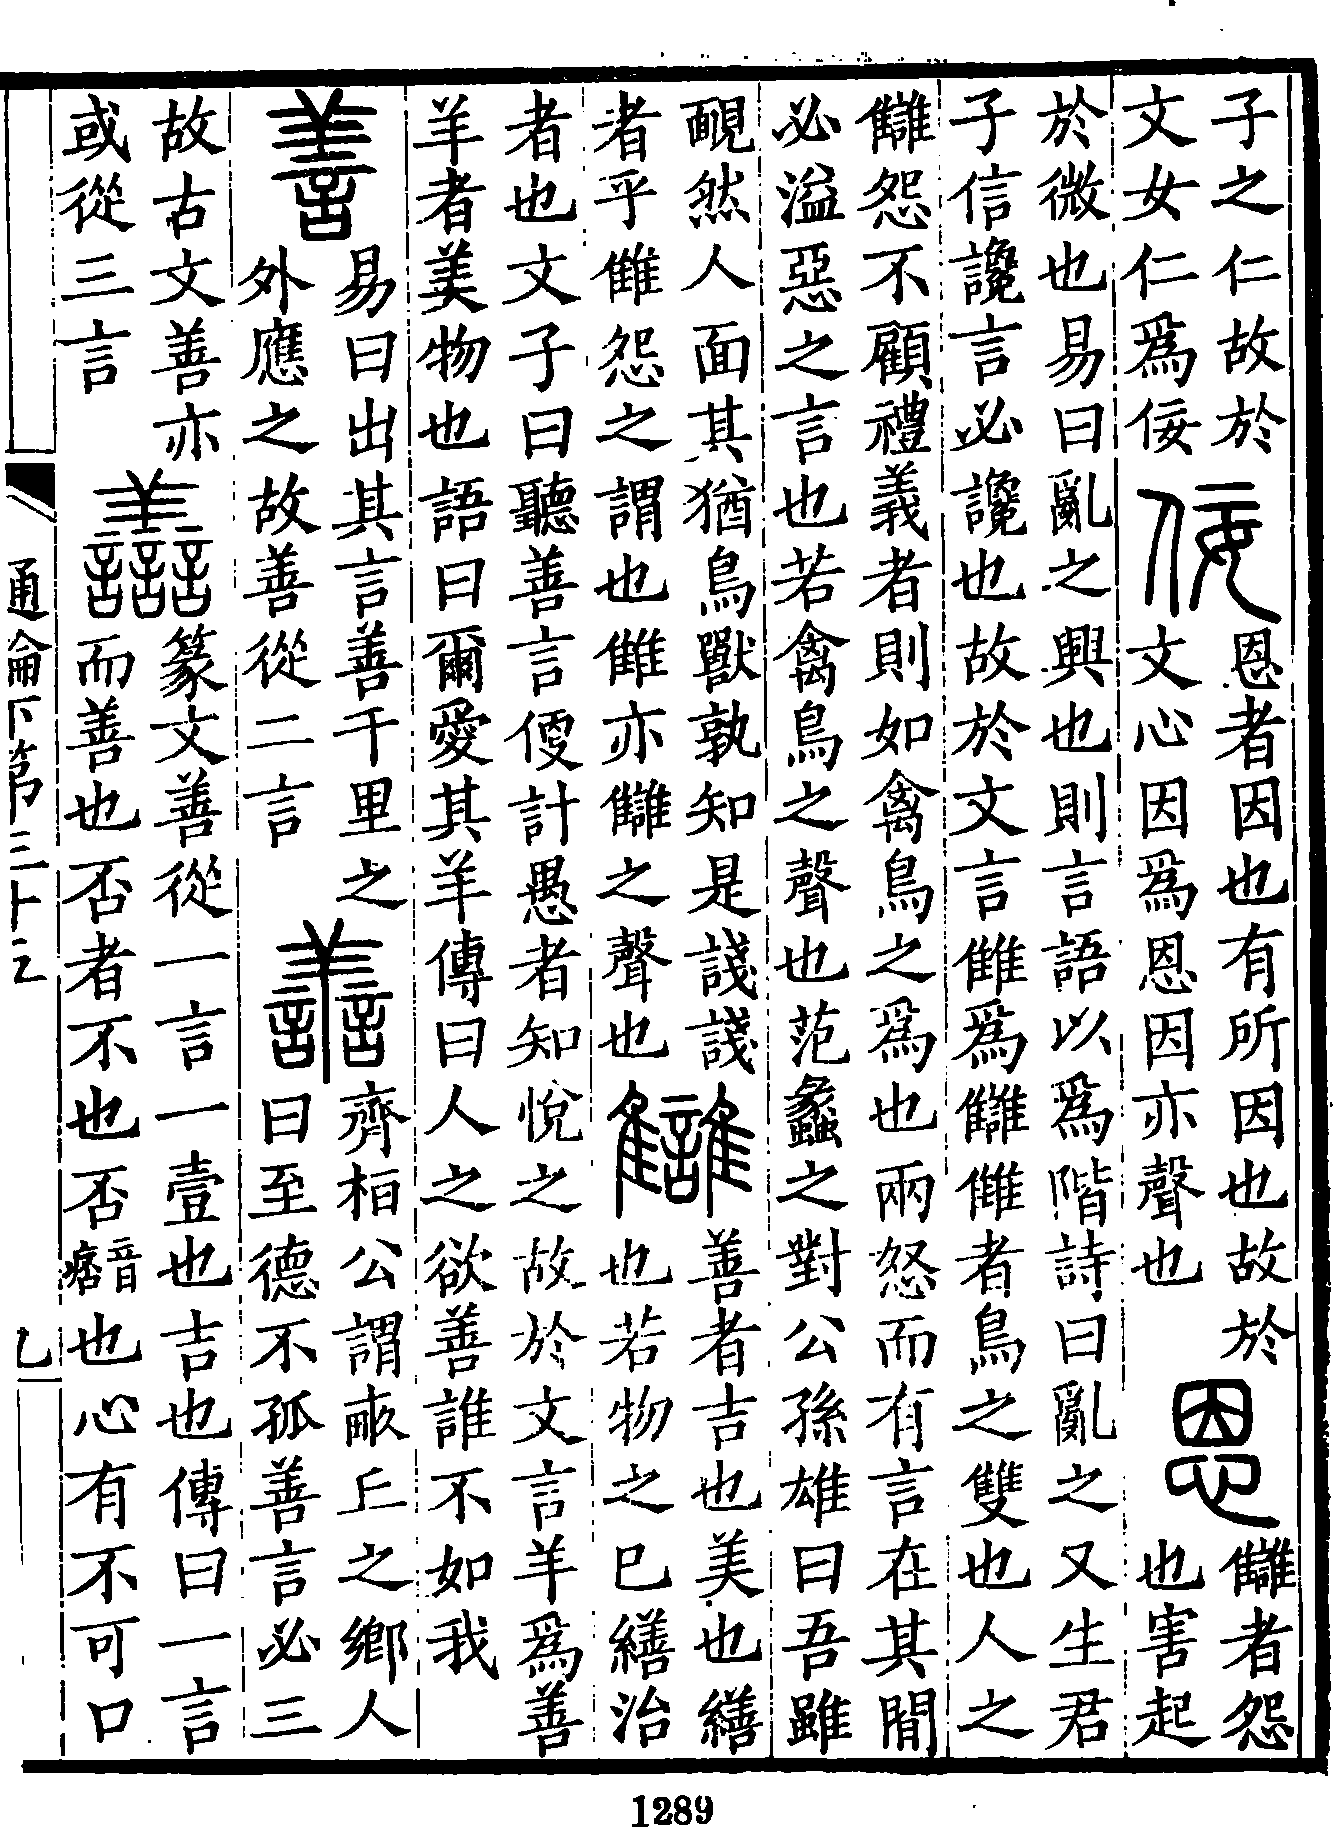 子之仁故於
文女仁爲佞
佞
恩者因也有所因也故於
文心因爲恩因亦聲也
恩
讎者怨
也害起
於微也易曰亂之興也則言語以爲階詩曰亂之又生君
子信讒言必讒也故於文言雔爲讎雔者鳥之雙也人之
讎怨不顧禮義者則如禽鳥之爲也兩怒而有言在其間
必溢惡之言也若禽鳥之聲也范蠡之對公孫雄曰吾雖
靦然人面其猶鳥獸孰知是諓諓
者乎雔怨之謂也雔亦讎之聲也
讎
善者吉也美也繕
也若物之已繕治
者也文子曰聽善言便計愚者知悅之故於文言羊爲善
羊者美物也語曰爾愛其羊傳曰人之欲善誰不如我
善
易曰出其言善千里之
外應之故善從二言
譱
齊桓公謂畝丘之鄉人
曰至德不孤善言必三
故古文善亦
或從三言
篆文善從一言一壹也吉也傳曰一言
而善也否者不也否也心有不可口
通論下第三十
1289